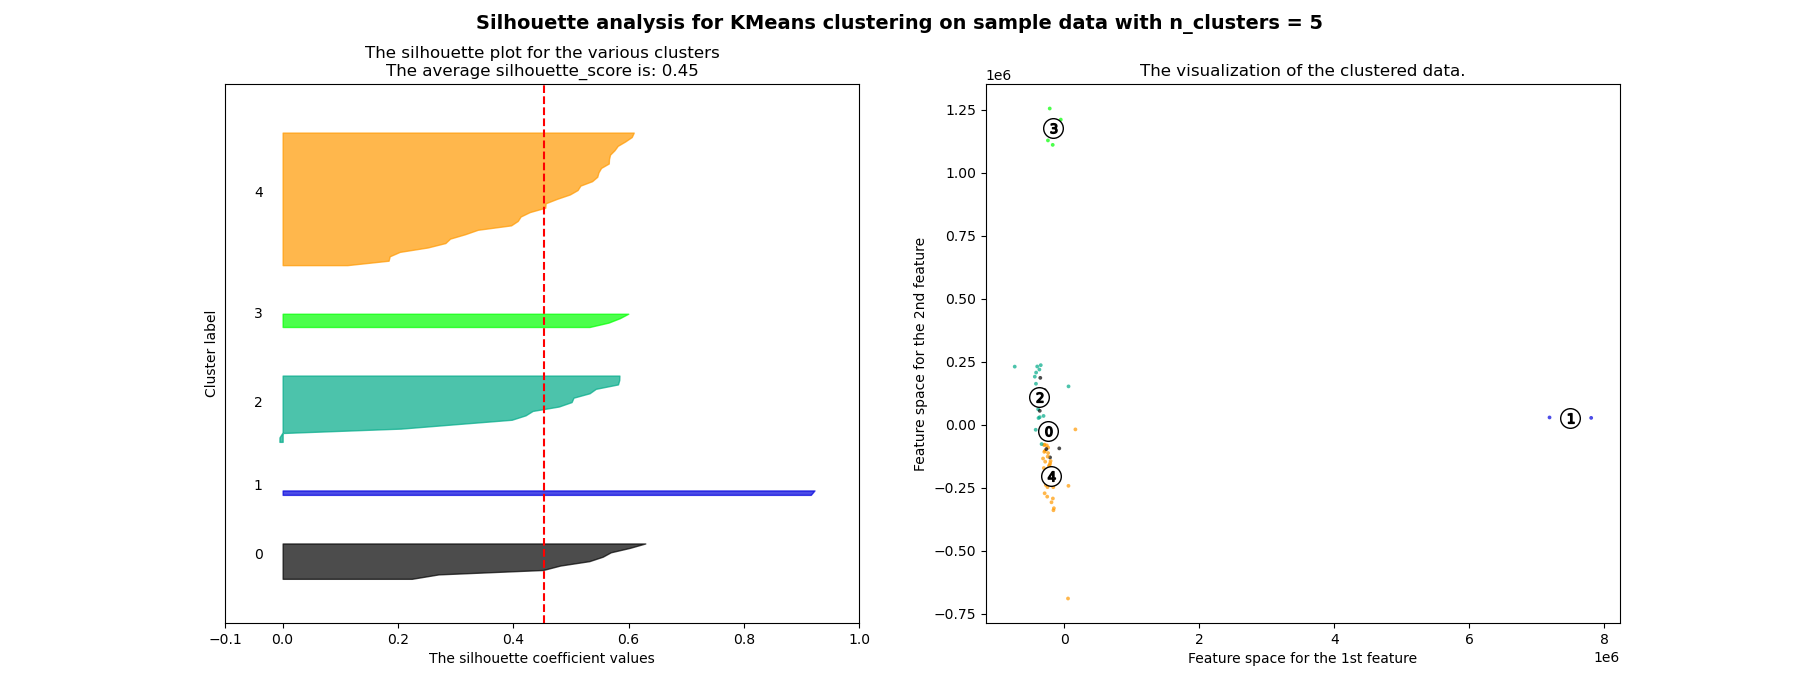 Silhouette analysis for KMeans clustering on sample data with n_clusters = 5
The silhouette plot for the various clusters
The average silhouette_score is: 0.45
4
3
2
1
0
Cluster label
−0.1 0.0 0.2 0.4 0.6 0.8 1.0
The silhouette coefficient values
The visualization of the clustered data.
1e6
1.25
1.00
0.75
0.50
0.25
0.00
−0.25
−0.50
−0.75
Feature space for the 2nd feature
3
2
1
0
4
0 2 4 6 8
1e6
Feature space for the 1st feature